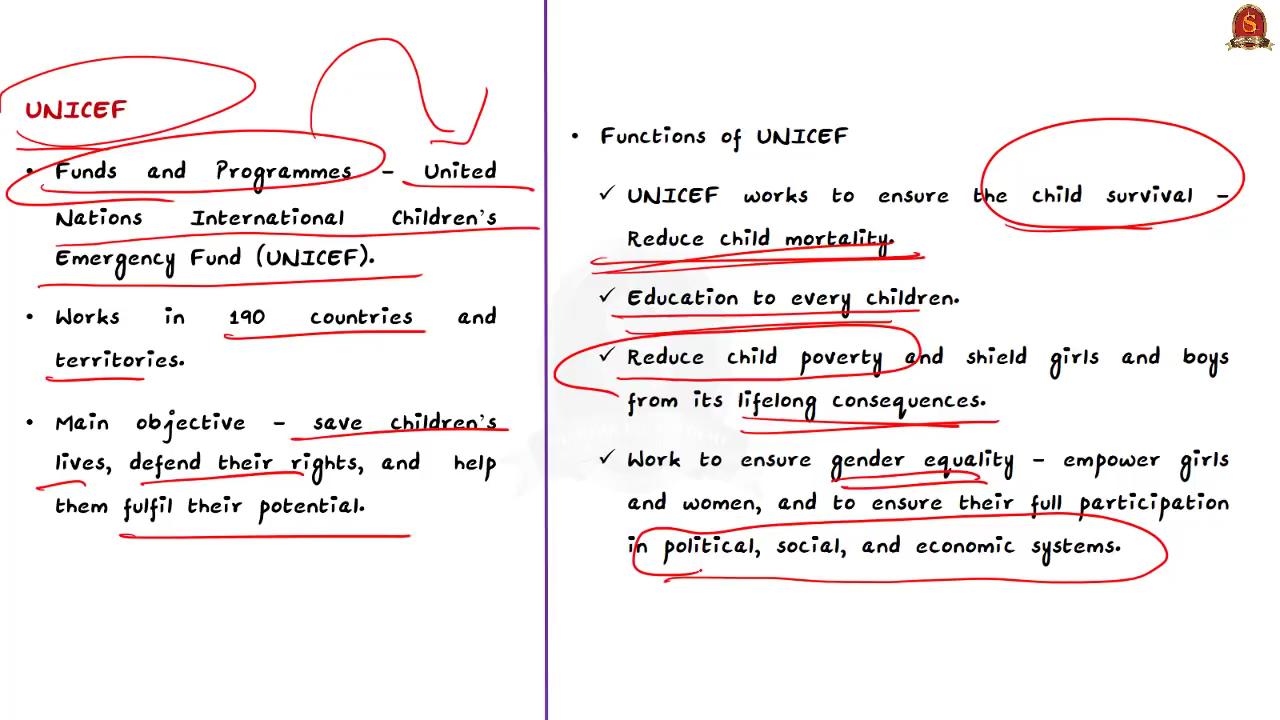 UNICEF
• Funds and Programmes – United
Nations International Children's
Emergency Fund (UNICEF).
• Works in 190 countries and
territories.
• Main objective – save children's
lives, defend their rights, and help
them fulfil their potential.
• Functions of UNICEF
✓ UNICEF works to ensure the child survival –
Reduce child mortality.
✓ Education to every children.
✓ Reduce child poverty and shield girls and boys
from its lifelong consequences.
✓ Work to ensure gender equality – empower girls
and women, and to ensure their full participation
in political, social, and economic systems.
S